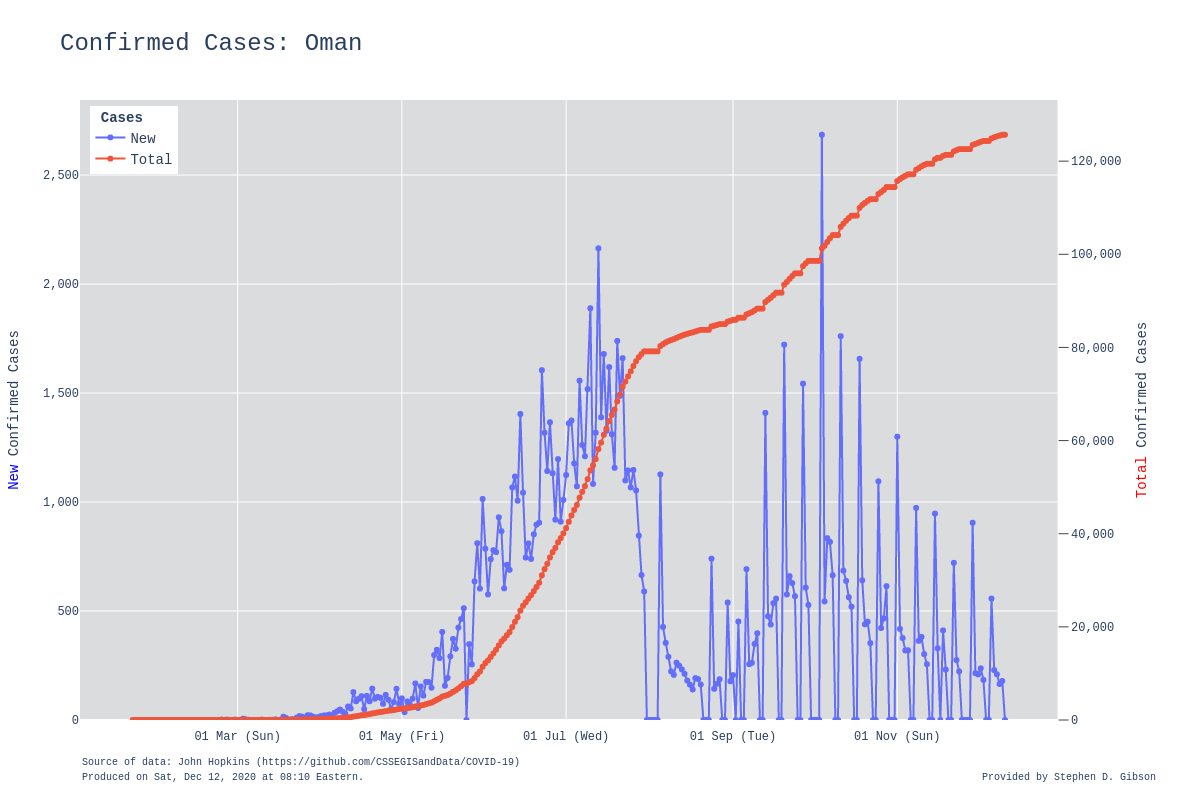 Confirmed Cases: Oman
Cases
New
Total
2,500
2,000
1,500
1,000
500
0
120,000
100,000
80,000
60,000
40,000
20,000
0
New Confirmed Cases
Total Confirmed Cases
01 Mar (Sun)
01 May (Fri)
01 Jul (Wed)
01 Sep (Tue)
01 Nov (Sun)
Source of data: John Hopkins (https://github.com/CSSEGISandData/COVID-19)
Produced on Sat, Dec 12, 2020 at 08:10 Eastern.
Provided by Stephen D. Gibson